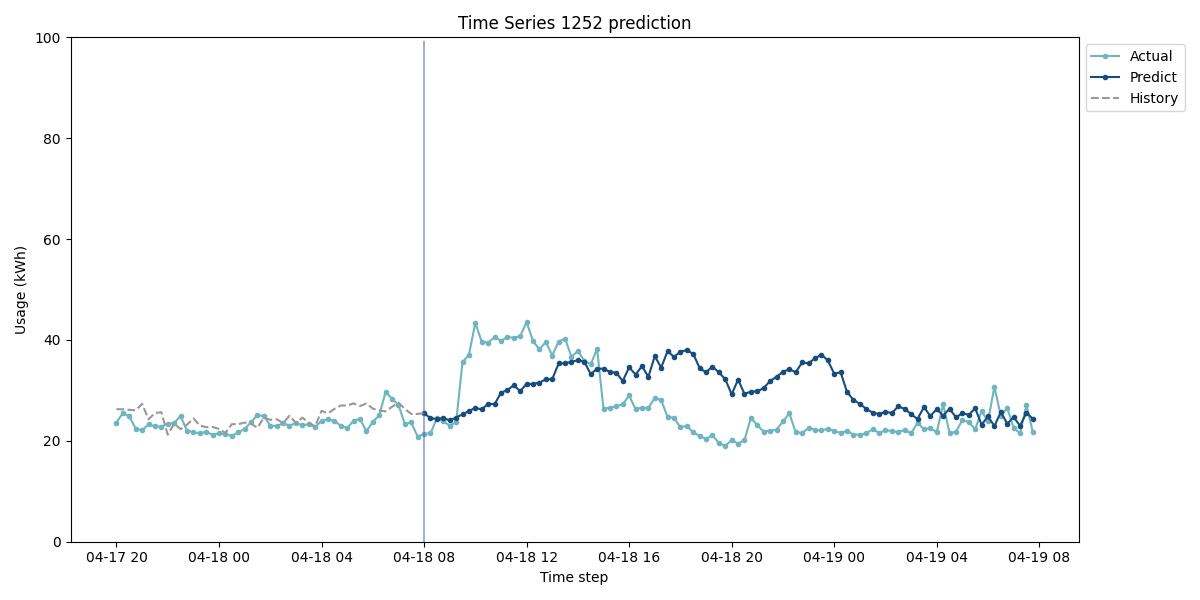 Time Series 1252 prediction
100
80
60
40
20
0
Usage (kWh)
04-17 20
04-18 00
04-18 04
04-18 08
04-18 12
04-18 16
04-18 20
04-19 00
04-19 04
04-19 08
Time step
Actual
Predict
History